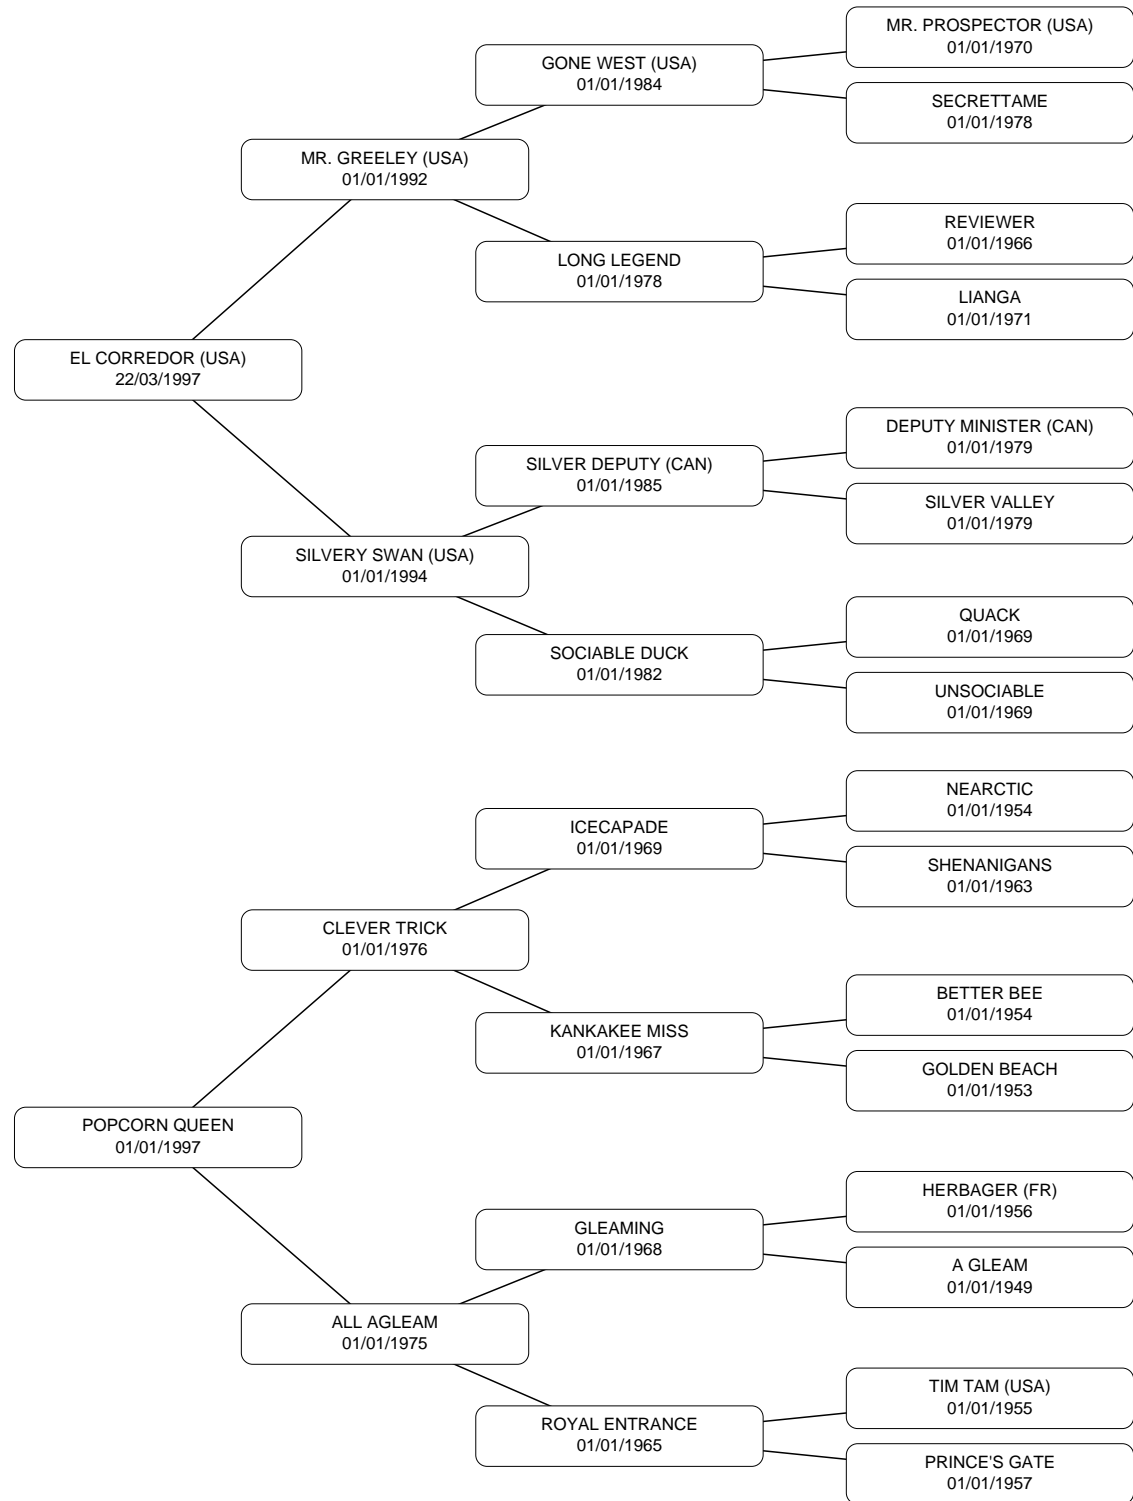 MR. PROSPECTOR (USA)
01/01/1970
GONE WEST (USA)
01/01/1984
SECRETTAME
01/01/1978
MR. GREELEY (USA)
01/01/1992
REVIEWER
01/01/1966
LONG LEGEND
01/01/1978
LIANGA
01/01/1971
EL CORREDOR (USA)
22/03/1997
DEPUTY MINISTER (CAN)
01/01/1979
SILVER DEPUTY (CAN)
01/01/1985
SILVER VALLEY
01/01/1979
SILVERY SWAN (USA)
01/01/1994
QUACK
01/01/1969
SOCIABLE DUCK
01/01/1982
UNSOCIABLE
01/01/1969
NEARCTIC
01/01/1954
ICECAPADE
01/01/1969
SHENANIGANS
01/01/1963
CLEVER TRICK
01/01/1976
BETTER BEE
01/01/1954
KANKAKEE MISS
01/01/1967
GOLDEN BEACH
01/01/1953
POPCORN QUEEN
01/01/1997
HERBAGER (FR)
01/01/1956
GLEAMING
01/01/1968
A GLEAM
01/01/1949
ALL AGLEAM
01/01/1975
TIM TAM (USA)
01/01/1955
ROYAL ENTRANCE
01/01/1965
PRINCE'S GATE
01/01/1957